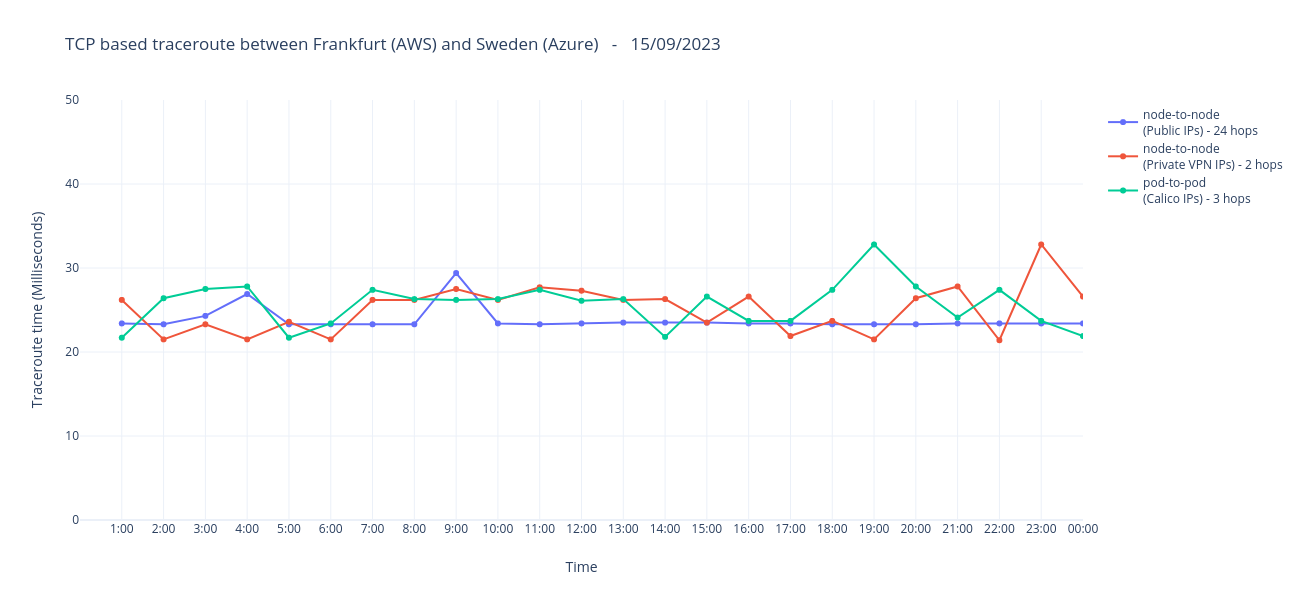 TCP based traceroute between Frankfurt (AWS) and Sweden (Azure)   -   15/09/2023
node-to-node
(Public IPs) - 24 hops
node-to-node
(Private VPN IPs) - 2 hops
pod-to-pod
(Calico IPs) - 3 hops
Traceroute time (Milliseconds)
50
40
30
20
10
0
1:00 2:00 3:00 4:00 5:00 6:00 7:00 8:00 9:00 10:00 11:00 12:00 13:00 14:00 15:00 16:00 17:00 18:00 19:00 20:00 21:00 22:00 23:00 00:00
Time